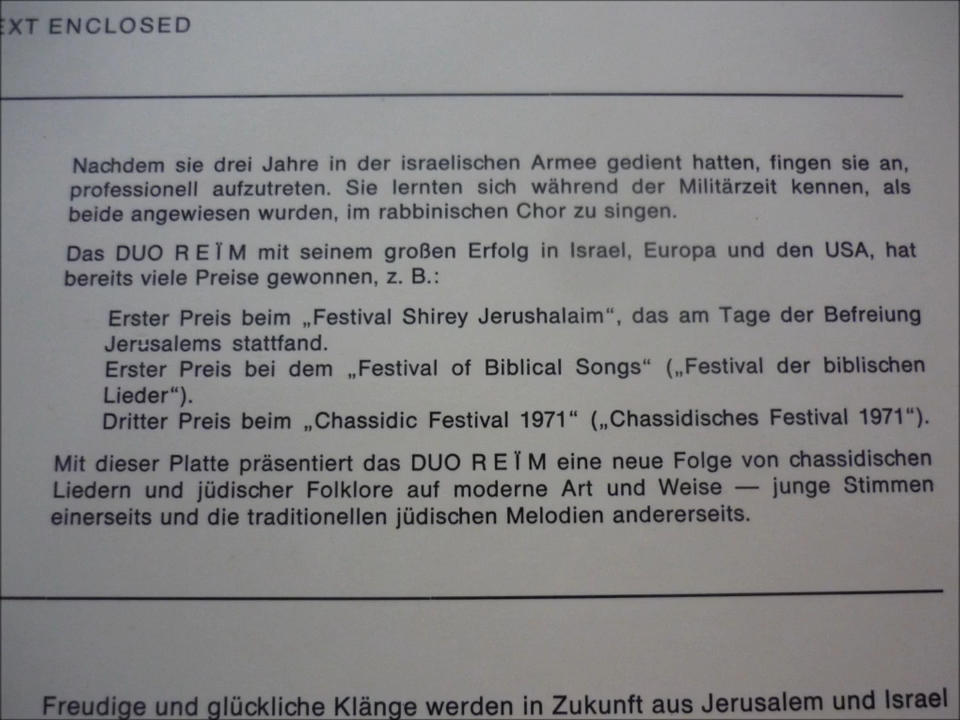 EXT ENCLOSED
Nachdem sie drei Jahre in der israelischen Armee gedient hatten, fingen sie an,
professionell aufzutreten. Sie lernten sich während der Militärzeit kennen, als
beide angewiesen wurden, im rabbinischen Chor zu singen.
Das DUO REÏM mit seinem großen Erfolg in Israel, Europa und den USA, hat
bereits viele Preise gewonnen, z. B.:
Erster Preis beim „Festival Shirey Jerushalaim“, das am Tage der Befreiung
Jerusalems stattfand.
Erster Preis bei dem „Festival of Biblical Songs“ („Festival der biblischen
Lieder“).
Dritter Preis beim „Chassidic Festival 1971“ („Chassidisches Festival 1971“).
Mit dieser Platte präsentiert das DUO REÏM eine neue Folge von chassidischen
Liedern und jüdischer Folklore auf moderne Art und Weise — junge Stimmen
einerseits und die traditionellen jüdischen Melodien andererseits.
Freudige und glückliche Klänge werden in Zukunft aus Jerusalem und Israel